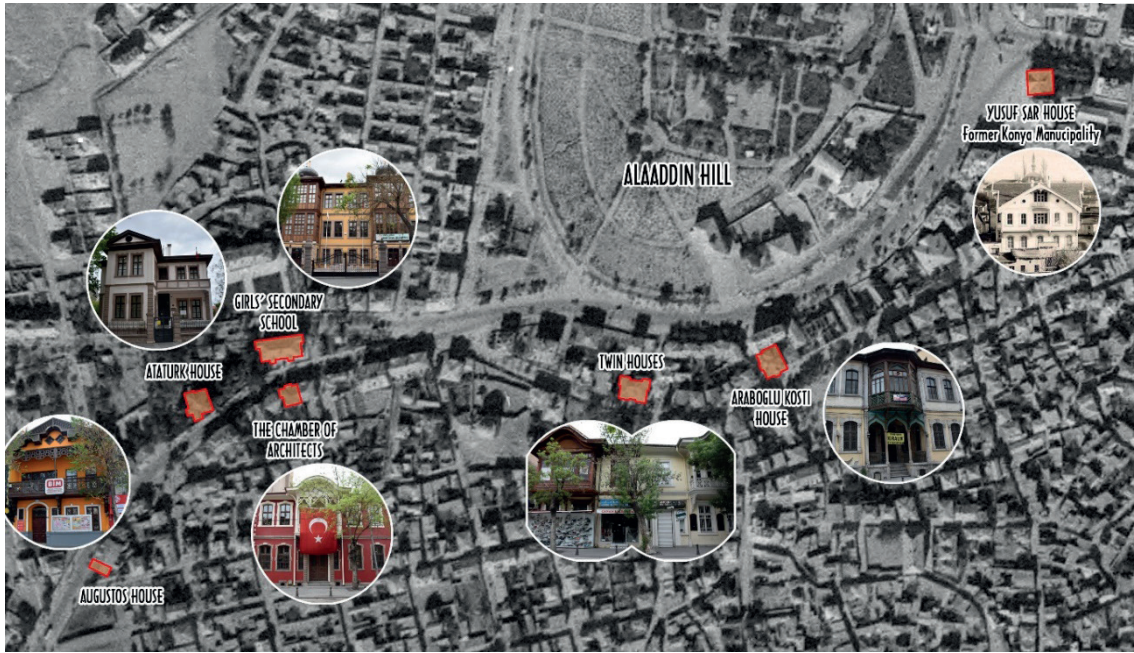 YUSUF SAR HOUSE
Former Konya Manucipality
ALAADDIN HILL
GIRLS' SECONDARY
SCHOOL
ATATURK HOUSE
TWIN HOUSES
ARABOGLU KOSTI
HOUSE
THE CHAMBER OF
ARCHITECTS
BIM
AUGUSTOS HOUSE